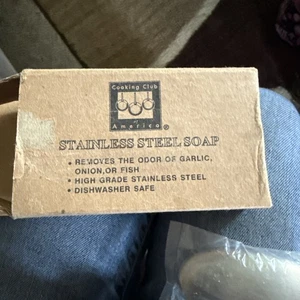 Cooking Club
of
America®
STAINLESS STEEL SOAP
• REMOVES THE ODOR OF GARLIC,
ONION,OR FISH
• HIGH GRADE STAINLESS STEEL
• DISHWASHER SAFE